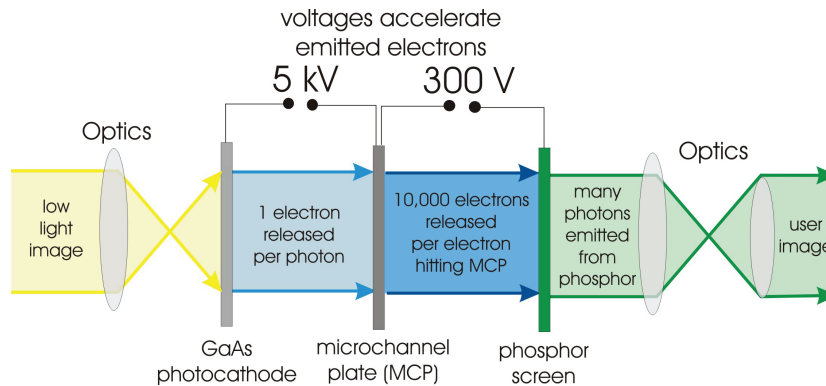 voltages accelerate
emitted electrons
5 kV
300 V
Optics
Optics
low
light
image
1 electron
released
per photon
10,000 electrons
released
per electron
hitting MCP
many
photons
emitted
from
phosphor
user
image
GaAs
photocathode
microchannel
plate (MCP)
phosphor
screen